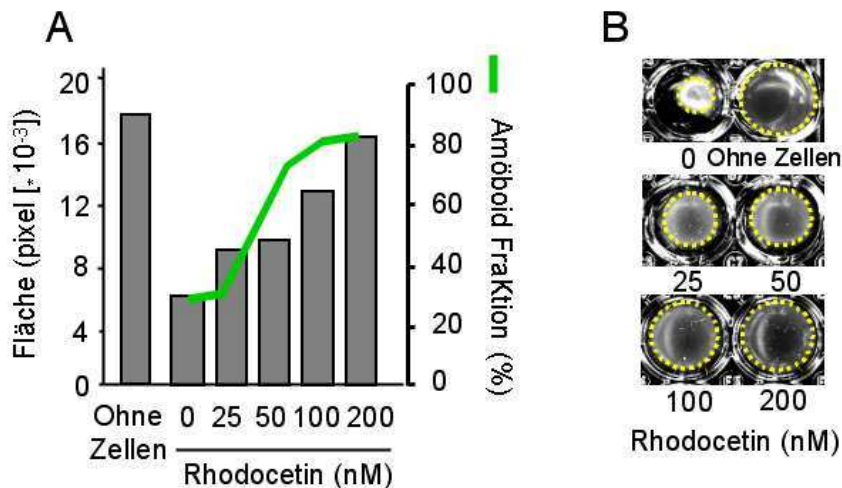 A
20
16
12
8
4
0
Fläche (pixel [* 10-3])
100
80
60
40
20
0
Amöboid FraKtion (%)
Ohne Zellen
0 25 50 100 200
Rhodocetin (nM)
B
0 Ohne Zellen
25 50
100 200
Rhodocetin (nM)